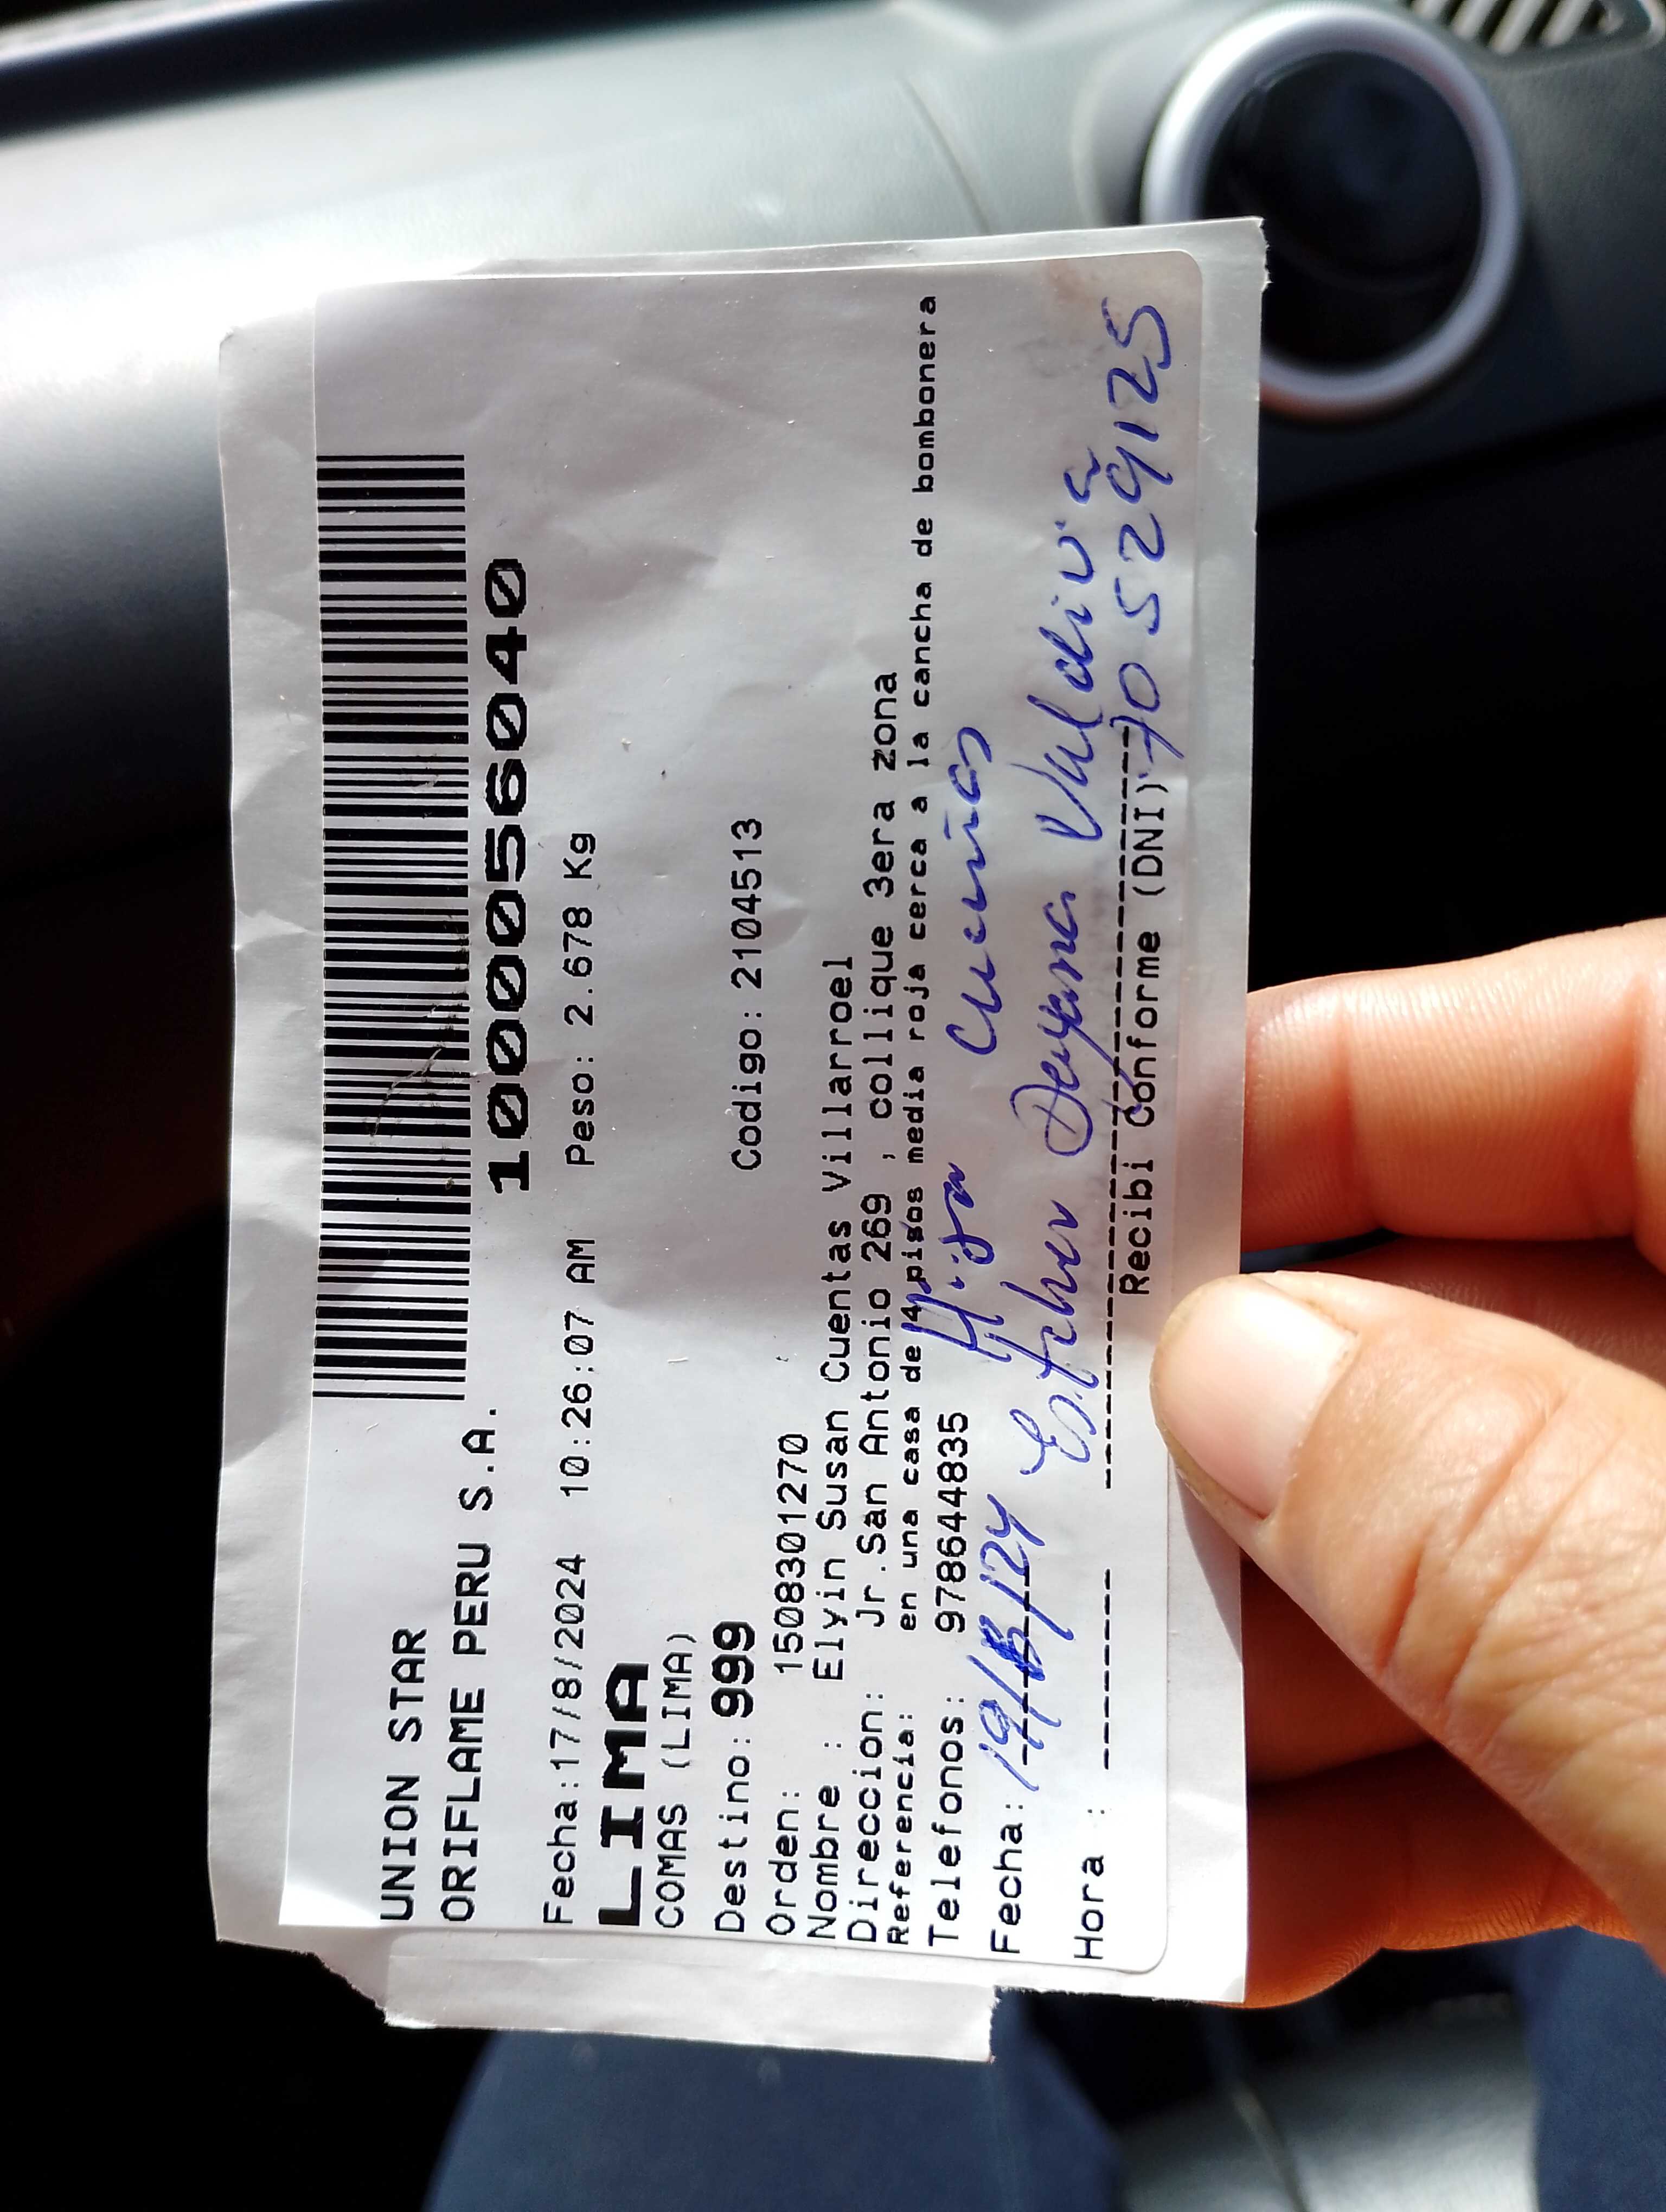 UNION STAR
ORIFLAME PERU S.A.
1000056040
Fecha:17/8/2024 10:26:07 AM Peso: 2.678 Kg
LIMA
COMAS (LIMA)
Destino: 999 Codigo: 2104513
Orden: 1508301270
Nombre : Elyin Susan Cuentas Villarroel
Direccion: Jr.San Antonio 269 , collique 3era zona
Referencia: en una casa de 4 pisos media roja cerca a la cancha de bombonera
Telefonos: 978644835
Hija
Fecha: 19/8/24 Esther Deyana Valdivia
Hora : 70529125
Recibi Conforme (DNI)